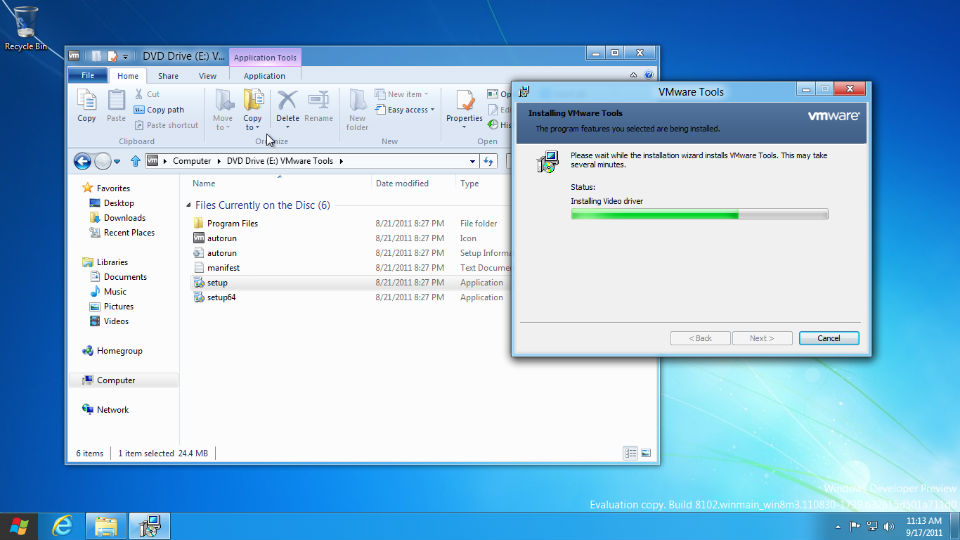 Recycle Bin
DVD Drive (E:) V...
Application Tools
File
Home
Share
View
Application
Copy
Paste
Cut
Copy path
Paste shortcut
Clipboard
Move to
Copy to
Delete
Rename
Organize
New folder
New item
Easy access
New
Properties
Open
Computer
DVD Drive (E:) VMware Tools
Favorites
Desktop
Downloads
Recent Places
Libraries
Documents
Music
Pictures
Videos
Homegroup
Computer
Network
Name
Date modified
Type
Files Currently on the Disc (6)
Program Files 8/21/2011 8:27 PM File folder
autorun 8/21/2011 8:27 PM Icon
autorun 8/21/2011 8:27 PM Setup Informa
manifest 8/21/2011 8:27 PM Text Docume
setup 8/21/2011 8:27 PM Application
setup64 8/21/2011 8:27 PM Application
6 items
1 item selected 24.4 MB
VMware Tools
Installing VMware Tools
The program features you selected are being installed.
vmware
Please wait while the installation wizard installs VMware Tools. This may take
several minutes.
Status:
Installing Video driver
< Back
Next >
Cancel
Windows Developer Preview
Evaluation copy. Build 8102.winmain_win8m3.110830-
11:13 AM
9/17/2011